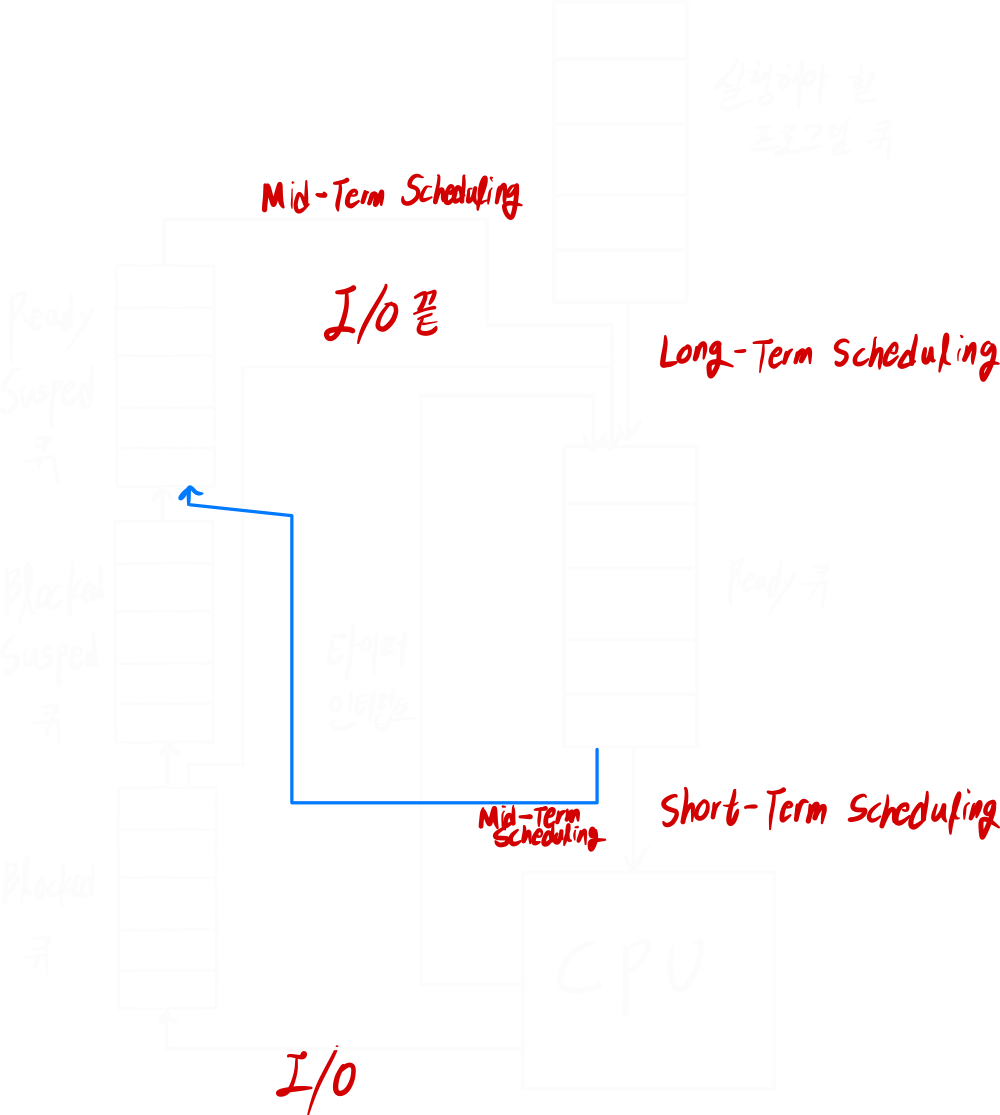 실행해야 할
프로그램 큐
Mid-Term Scheduling
I/O 끝
Ready
Susped
큐
Long-Term Scheduling
Blocked
Susped
큐
Ready 큐
타이머
인터럽트
Mid-Term
Scheduling
Short-Term Scheduling
Blocked
큐
CPU
I/O